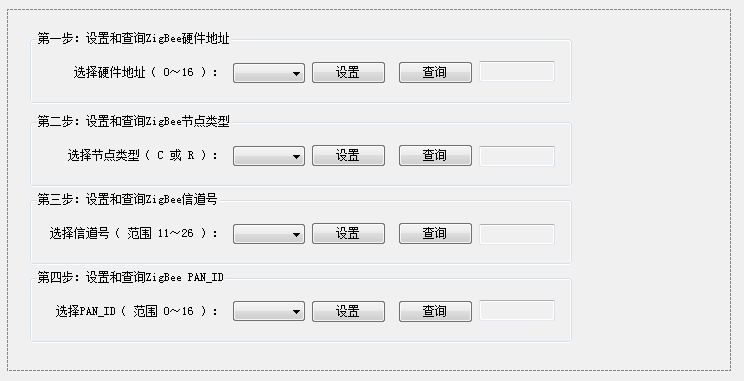 第一步：设置和查询ZigBee硬件地址
选择硬件地址（ 0～16 ）： 设置 查询
第二步：设置和查询ZigBee节点类型
选择节点类型（ C 或 R ）： 设置 查询
第三步：设置和查询ZigBee信道号
选择信道号（ 范围 11～26 ）： 设置 查询
第四步：设置和查询ZigBee PAN_ID
选择PAN_ID（ 范围 0～16 ）： 设置 查询